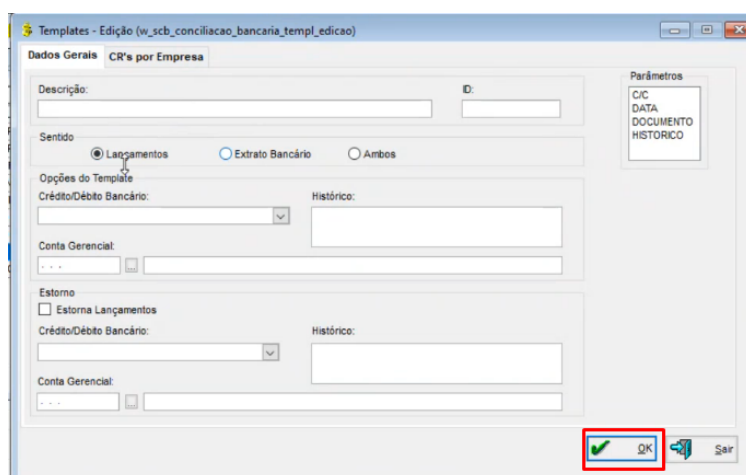 Templates - Edição (w_scb_conciliacao_bancaria_templ_edicao)
Dados Gerais CR's por Empresa
Descrição: ID:
Parâmetros
C/C
DATA
DOCUMENTO
HISTORICO
Sentido
Lançamentos Extrato Bancário Ambos
Opções do Template
Crédito/Débito Bancário: Histórico:
Conta Gerencial:
. . . ...
Estorno
Estorna Lançamentos
Crédito/Débito Bancário: Histórico:
Conta Gerencial:
. . . ...
OK Sair